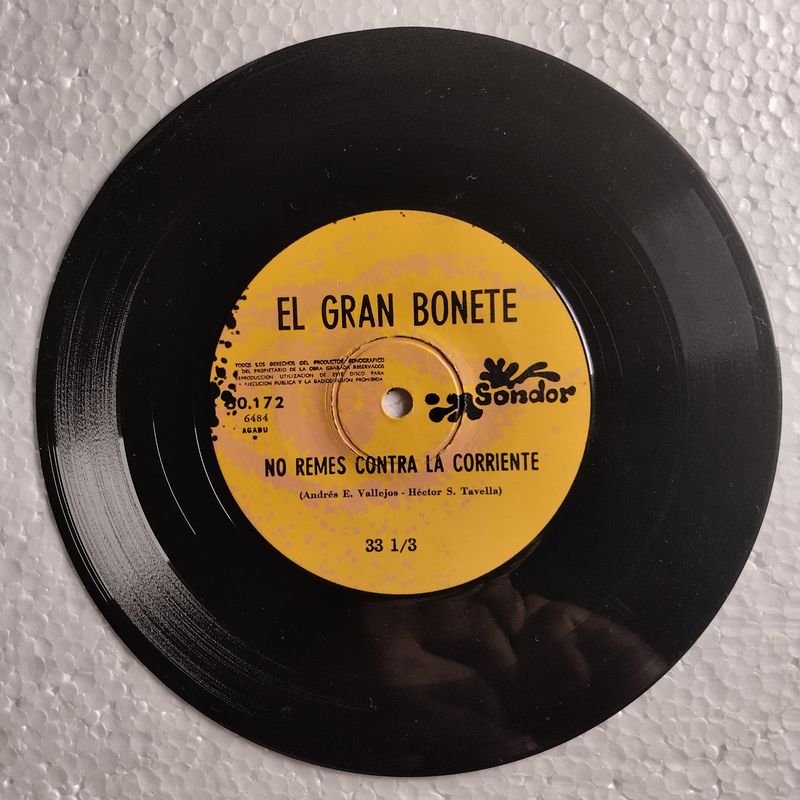 EL GRAN BONETE
TODOS LOS DERECHOS DEL PRODUCTOR FONOGRAFICO
DEL PROPIETARIO DE LA OBRA GRABADA RESERVADOS
REPRODUCCION UTILIZACION DE ESTE DISCO PARA
EJECUCION PUBLICA Y LA RADIODIFUSION PROHIBIDA
Sondor
0.172
6484
AGADU
NO REMES CONTRA LA CORRIENTE
(Andrés E. Vallejos - Héctor S. Tavella)
33 1/3